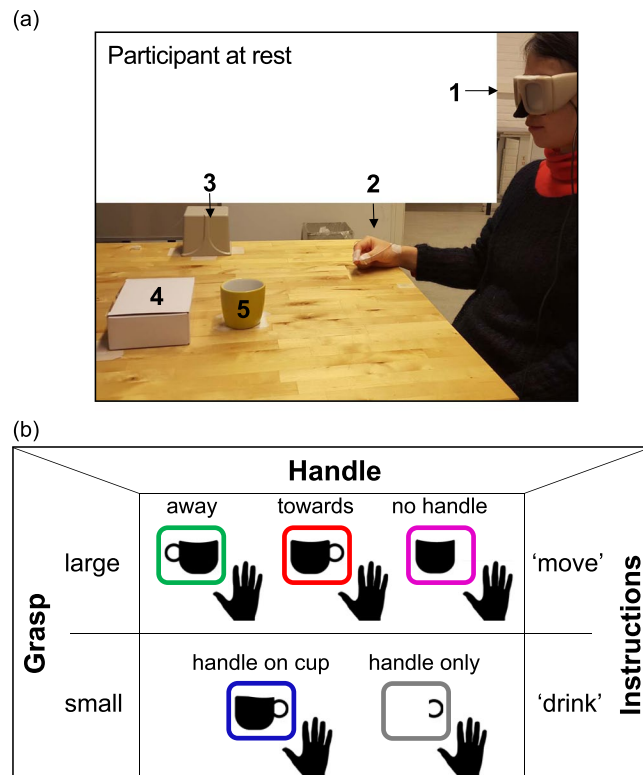 (a)
Participant at rest
1
2
3
4
5
(b)
Handle
away towards no handle
large
'move'
Grasp
Instructions
handle on cup handle only
small
'drink'